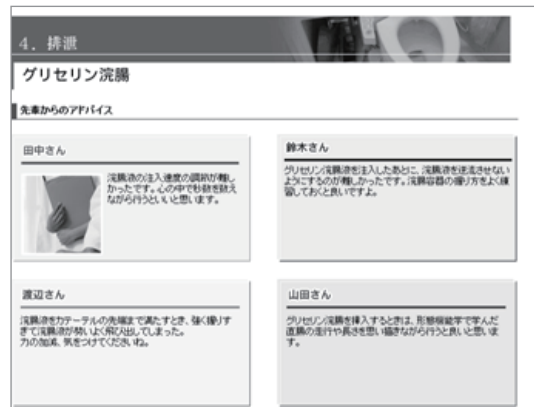 4. 排泄
グリセリン浣腸
先輩からのアドバイス
田中さん
浣腸液の注入速度の調節が難し
かったです。心の中で秒数を数え
ながら行うといいと思います。
鈴木さん
グリセリン浣腸液を注入したあとに、浣腸液を逆流させない
ようにするのが難しかったです。浣腸容器の握り方をよく練
習しておくと良いですよ。
渡辺さん
浣腸液をカテーテルの先端まで満たすとき、強く握りす
ぎて浣腸液が勢いよく飛び出してしまった。
力の加減、気をつけてくださいね。
山田さん
グリセリン浣腸を挿入するときは、形態機能学で学んだ
直腸の走行や長さを思い描きながら行うと良いと思いま
す。